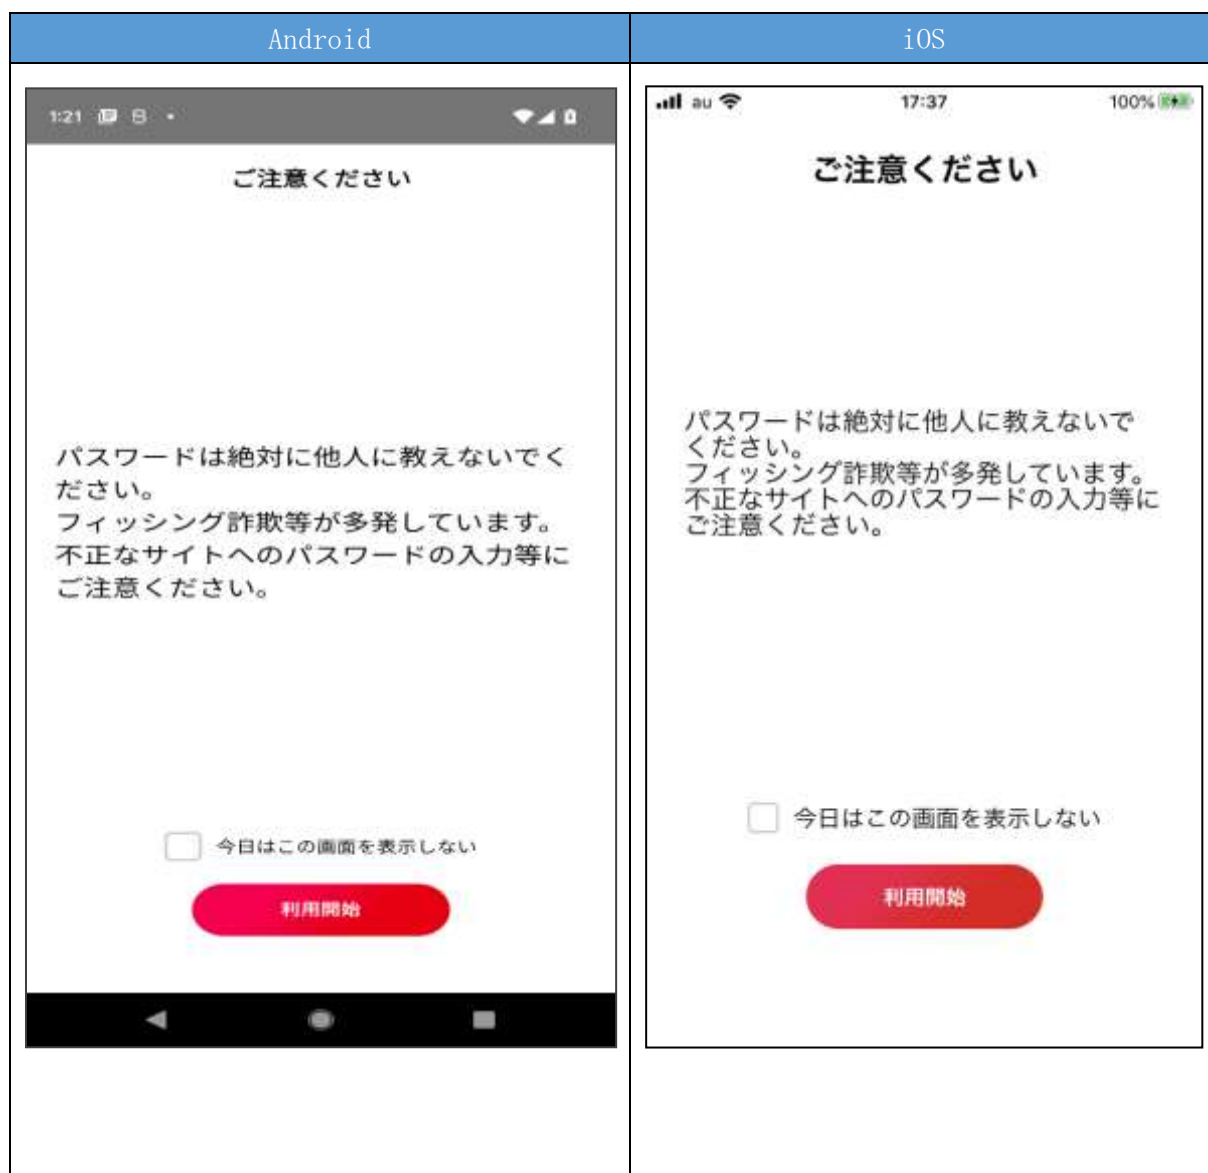 Android
iOS
1:21
ご注意ください
パスワードは絶対に他人に教えないでく
ださい。
フィッシング詐欺等が多発しています。
不正なサイトへのパスワードの入力等に
ご注意ください。
今日はこの画面を表示しない
利用開始
au
17:37
100%
ご注意ください
パスワードは絶対に他人に教えないで
ください。
フィッシング詐欺等が多発しています。
不正なサイトへのパスワードの入力等に
ご注意ください。
今日はこの画面を表示しない
利用開始